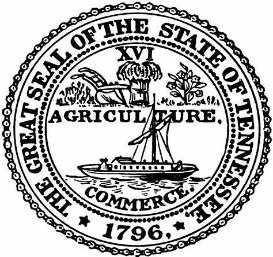 THE GREAT SEAL OF THE STATE OF TENNESSEE.
XVI
AGRICULTURE.
COMMERCE.
1796.